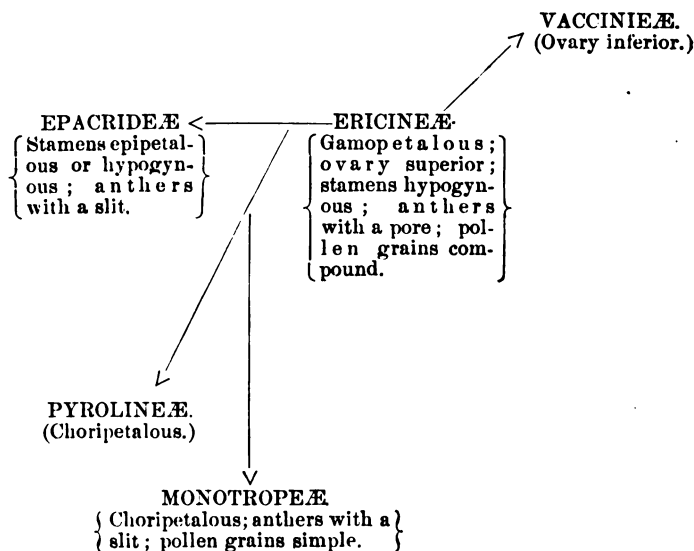 VACCINIEÆ.
(Ovary inferior.)
EPACRIDEÆ
Stamens epipetal-
ous or hypogyn-
ous; anthers
with a slit.
ERICINEÆ.
Gamopetalous;
ovary superior;
stamens hypogyn-
ous; anthers
with a pore; pol-
len grains com-
pound.
PYROLINEÆ.
(Choripetalous.)
MONOTROPEÆ.
Choripetalous; anthers with a
slit; pollen grains simple.